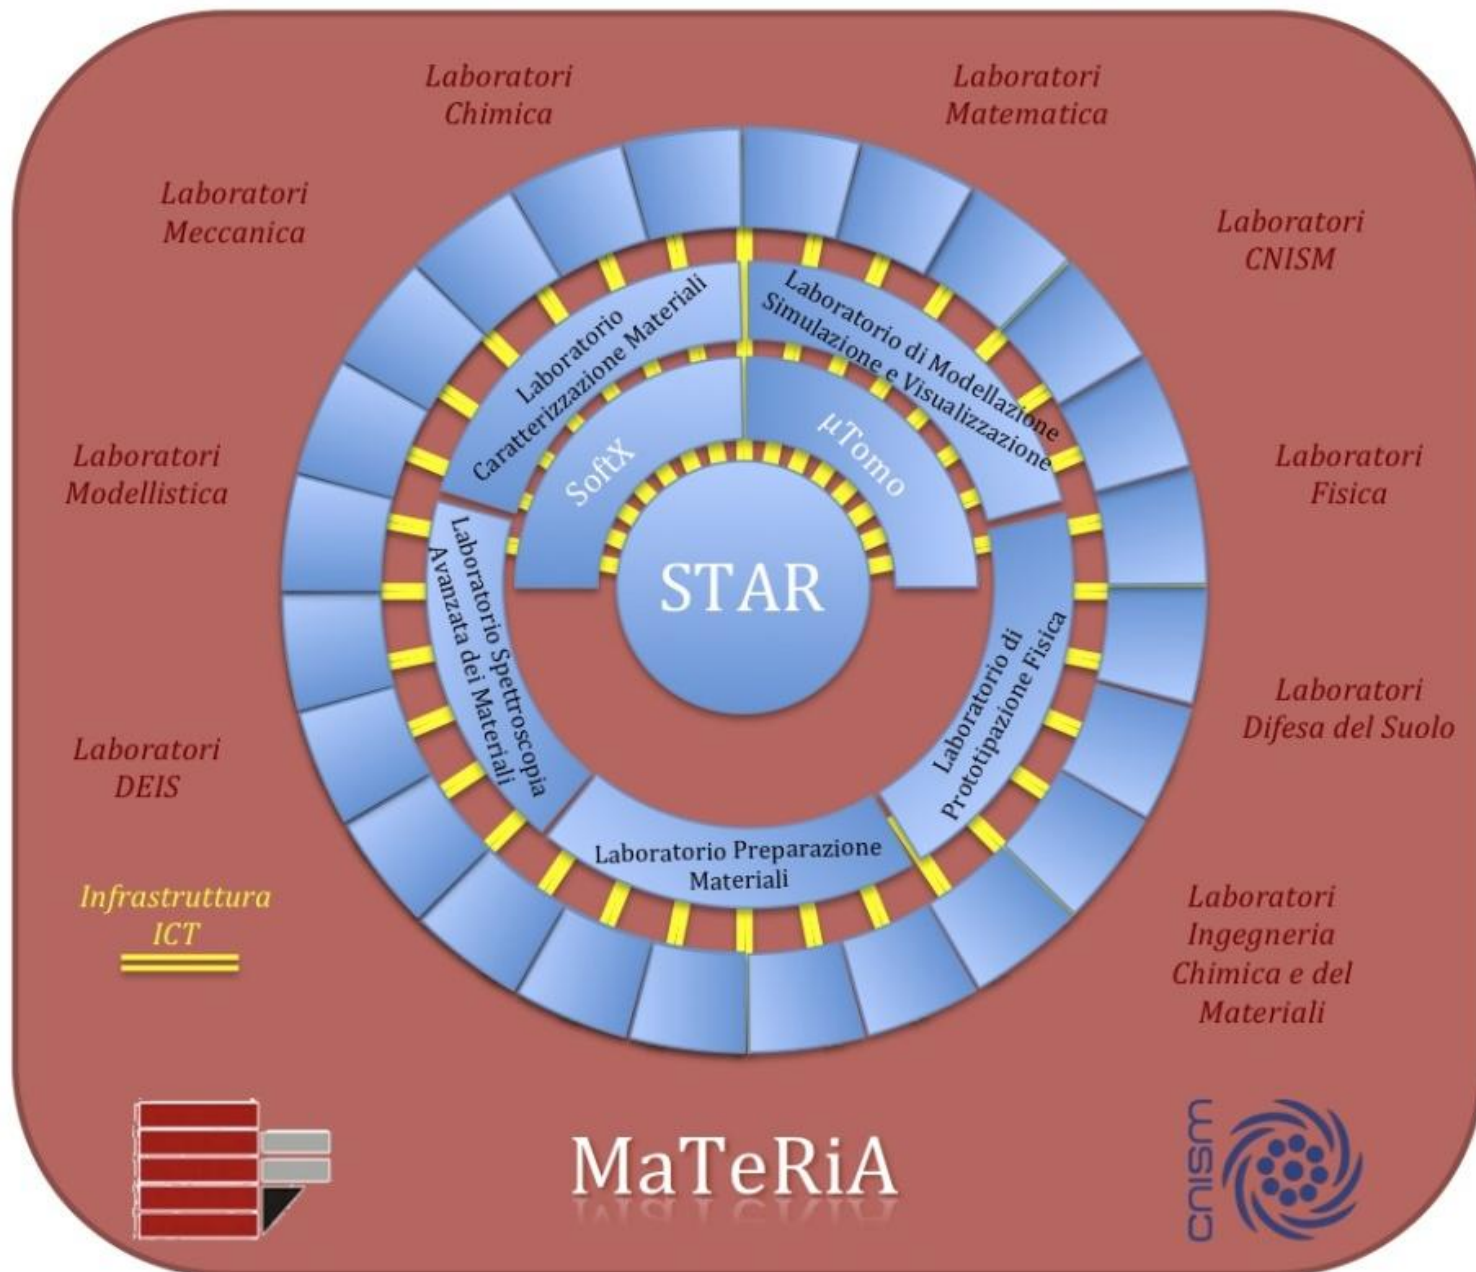 Laboratori
Chimica
Laboratori
Matematica
Laboratori
Meccanica
Laboratori
CNISM
Laboratorio
Caratterizzazione Materiali
Laboratorio di Modellazione
Simulazione e Visualizzazione
SoftX
μTomo
Laboratori
Modellistica
Laboratori
Fisica
STAR
Laboratorio Spettroscopia
Avanzata dei Materiali
Laboratorio di
Prototipazione Fisica
Laboratori
Difesa del Suolo
Laboratori
DEIS
Laboratorio Preparazione
Materiali
Infrastruttura
ICT
Laboratori
Ingegneria
Chimica e del
Materiali
MaTeRiA
cnism